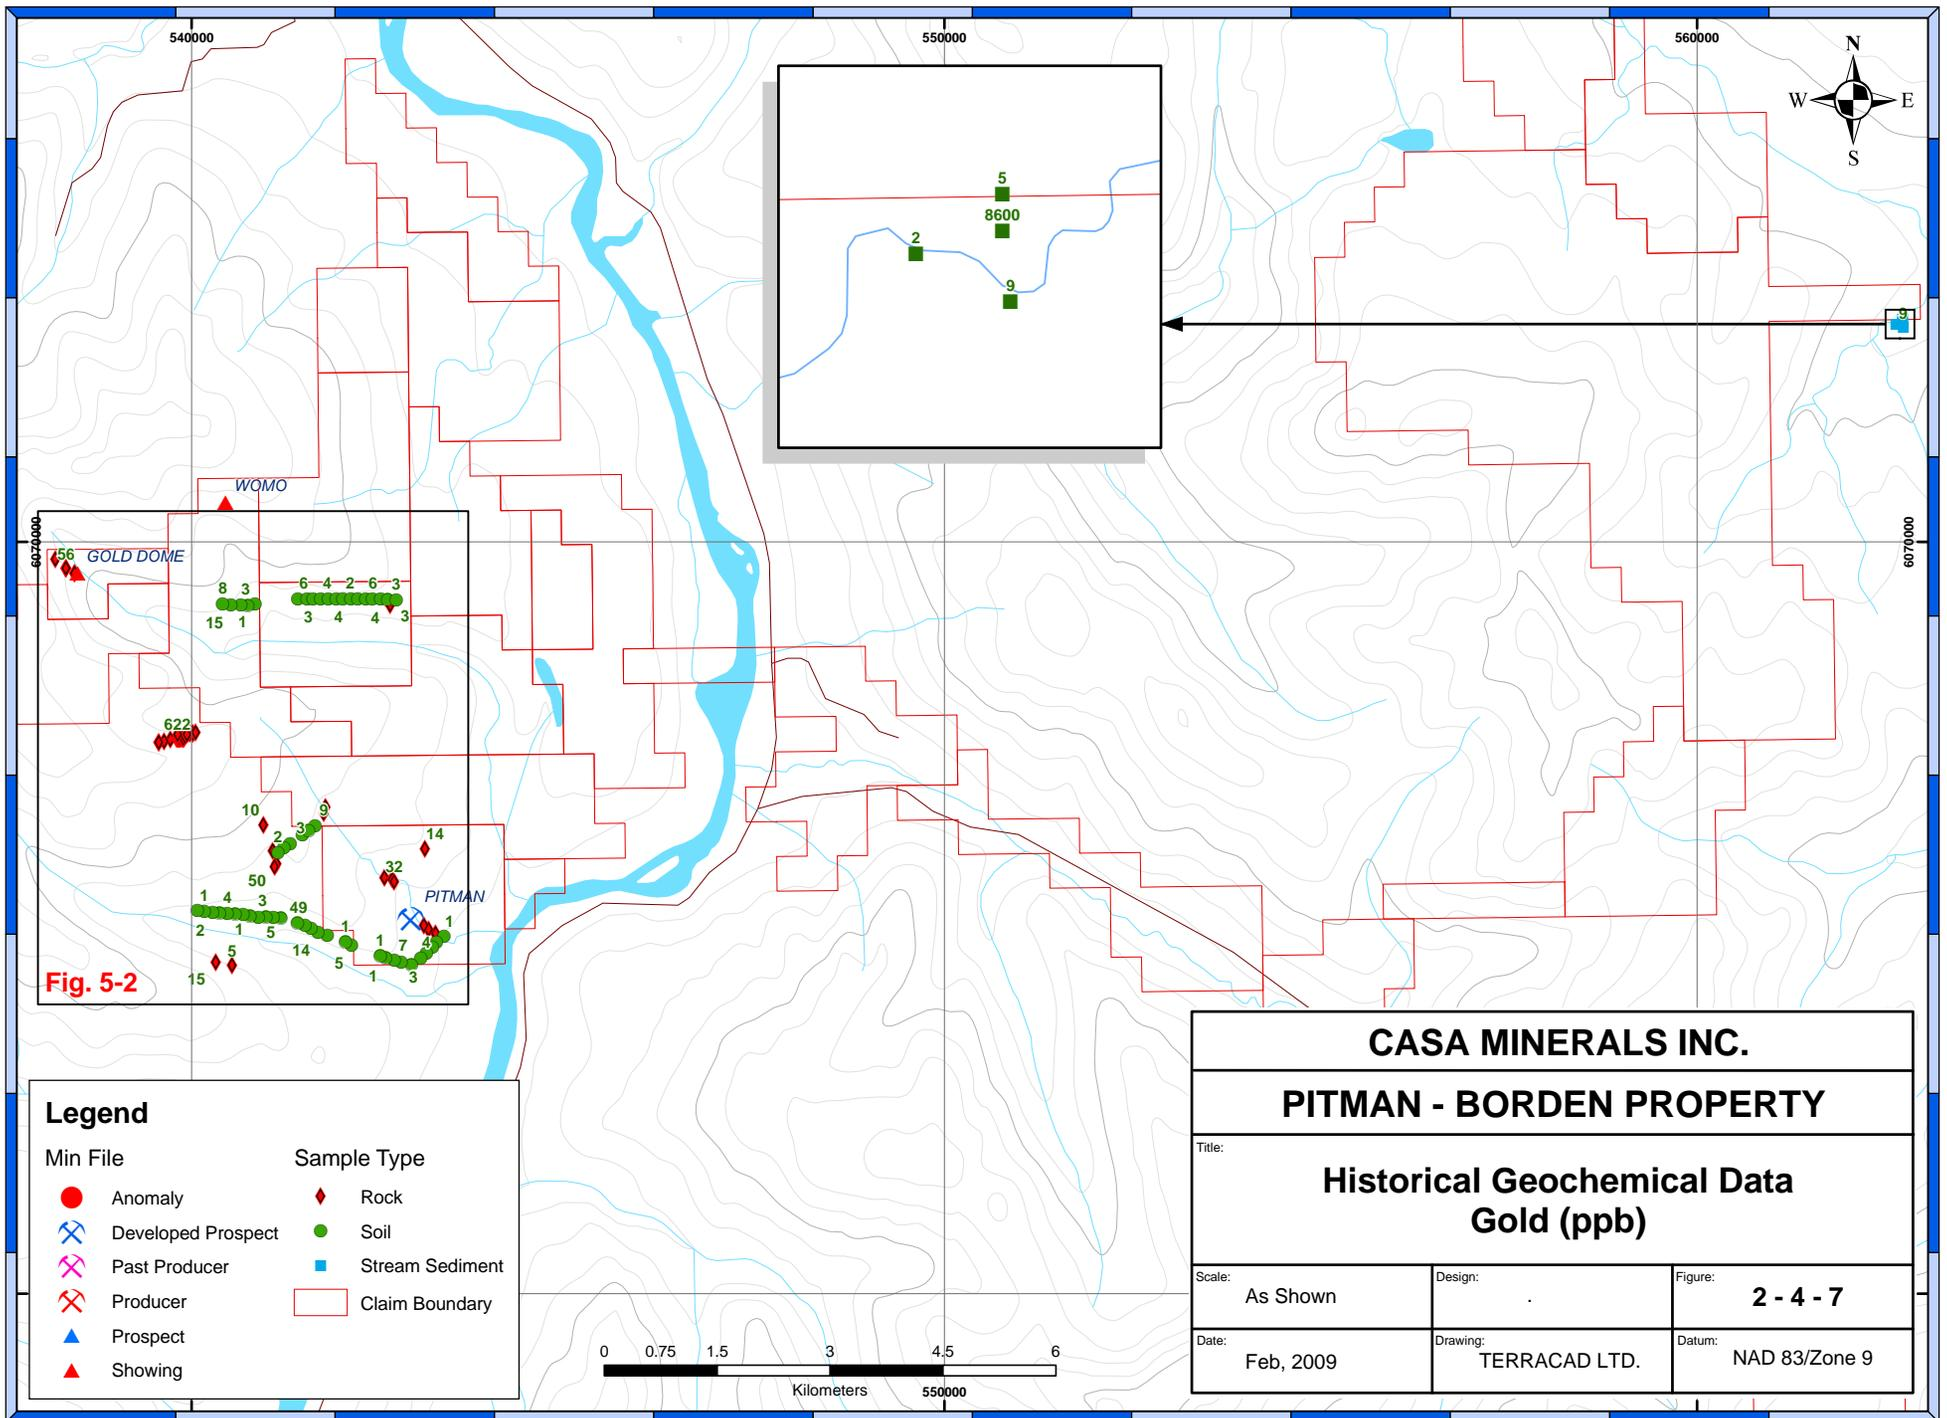 540000
550000
560000
N
W
E
S
5
8600
2
9
9
WOMO
6070000
6070000
56
GOLD DOME
8
3
15
1
6
4
2
6
3
3
4
4
3
622
10
9
3
2
14
32
50
PITMAN
1
4
3
49
1
1
2
1
5
14
5
1
7
4
1
3
5
15
Fig. 5-2
Legend
Min File
Anomaly
Developed Prospect
Past Producer
Producer
Prospect
Showing
Sample Type
Rock
Soil
Stream Sediment
Claim Boundary
0 0.75 1.5 3 4.5 6
Kilometers
550000
CASA MINERALS INC.
PITMAN - BORDEN PROPERTY
Title:
Historical Geochemical Data
Gold (ppb)
Scale:
As Shown
Design:
.
Figure:
2 - 4 - 7
Date:
Feb, 2009
Drawing:
TERRACAD LTD.
Datum:
NAD 83/Zone 9